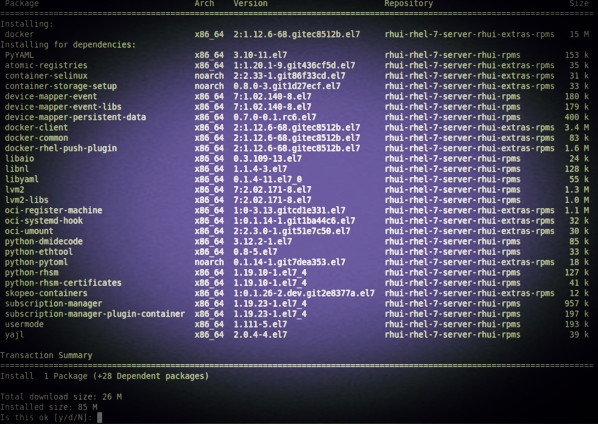 Package Arch Version Repository Size
Installing:
docker x86_64 2:1.12.6-68.gitec8512b.el7 rhui-rhel-7-server-rhui-extras-rpms 15 M
Installing for dependencies:
PyYAML x86_64 3.10-11.el7 rhui-rhel-7-server-rhui-rpms 153 k
atomic-registries x86_64 1:1.20.1-9.git436cf5d.el7 rhui-rhel-7-server-rhui-extras-rpms 35 k
container-selinux noarch 2:2.33-1.git86f33cd.el7 rhui-rhel-7-server-rhui-extras-rpms 31 k
container-storage-setup noarch 0.8.0-3.git1d27ecf.el7 rhui-rhel-7-server-rhui-extras-rpms 33 k
device-mapper-event x86_64 7:1.02.140-8.el7 rhui-rhel-7-server-rhui-rpms 180 k
device-mapper-event-libs x86_64 7:1.02.140-8.el7 rhui-rhel-7-server-rhui-rpms 179 k
device-mapper-persistent-data x86_64 0.7.0-0.1.rc6.el7 rhui-rhel-7-server-rhui-rpms 400 k
docker-client x86_64 2:1.12.6-68.gitec8512b.el7 rhui-rhel-7-server-rhui-extras-rpms 3.4 M
docker-common x86_64 2:1.12.6-68.gitec8512b.el7 rhui-rhel-7-server-rhui-extras-rpms 83 k
docker-rhel-push-plugin x86_64 2:1.12.6-68.gitec8512b.el7 rhui-rhel-7-server-rhui-extras-rpms 1.6 M
libaio x86_64 0.3.109-13.el7 rhui-rhel-7-server-rhui-rpms 24 k
libnl x86_64 1.1.4-3.el7 rhui-rhel-7-server-rhui-rpms 128 k
libyaml x86_64 0.1.4-11.el7_0 rhui-rhel-7-server-rhui-rpms 55 k
lvm2 x86_64 7:2.02.171-8.el7 rhui-rhel-7-server-rhui-rpms 1.3 M
lvm2-libs x86_64 7:2.02.171-8.el7 rhui-rhel-7-server-rhui-rpms 1.0 M
oci-register-machine x86_64 1:0-3.13.gitcd1e331.el7 rhui-rhel-7-server-rhui-extras-rpms 1.1 M
oci-systemd-hook x86_64 1:0.1.14-1.git1ba44c6.el7 rhui-rhel-7-server-rhui-extras-rpms 32 k
oci-umount x86_64 2:2.3.0-1.git51e7c50.el7 rhui-rhel-7-server-rhui-extras-rpms 30 k
python-dmidecode x86_64 3.12.2-1.el7 rhui-rhel-7-server-rhui-rpms 85 k
python-ethtool x86_64 0.8-5.el7 rhui-rhel-7-server-rhui-rpms 33 k
python-pytoml noarch 0.1.14-1.git7dea353.el7 rhui-rhel-7-server-rhui-extras-rpms 18 k
python-rhsm x86_64 1.19.10-1.el7_4 rhui-rhel-7-server-rhui-rpms 127 k
python-rhsm-certificates x86_64 1.19.10-1.el7_4 rhui-rhel-7-server-rhui-rpms 41 k
skopeo-containers x86_64 1:0.1.26-2.dev.git2e8377a.el7 rhui-rhel-7-server-rhui-extras-rpms 12 k
subscription-manager x86_64 1.19.23-1.el7_4 rhui-rhel-7-server-rhui-rpms 957 k
subscription-manager-plugin-container x86_64 1.19.23-1.el7_4 rhui-rhel-7-server-rhui-rpms 197 k
usermode x86_64 1.111-5.el7 rhui-rhel-7-server-rhui-rpms 193 k
yajl x86_64 2.0.4-4.el7 rhui-rhel-7-server-rhui-rpms 39 k
Transaction Summary
Install 1 Package (+28 Dependent packages)
Total download size: 26 M
Installed size: 85 M
Is this ok [y/d/N]: